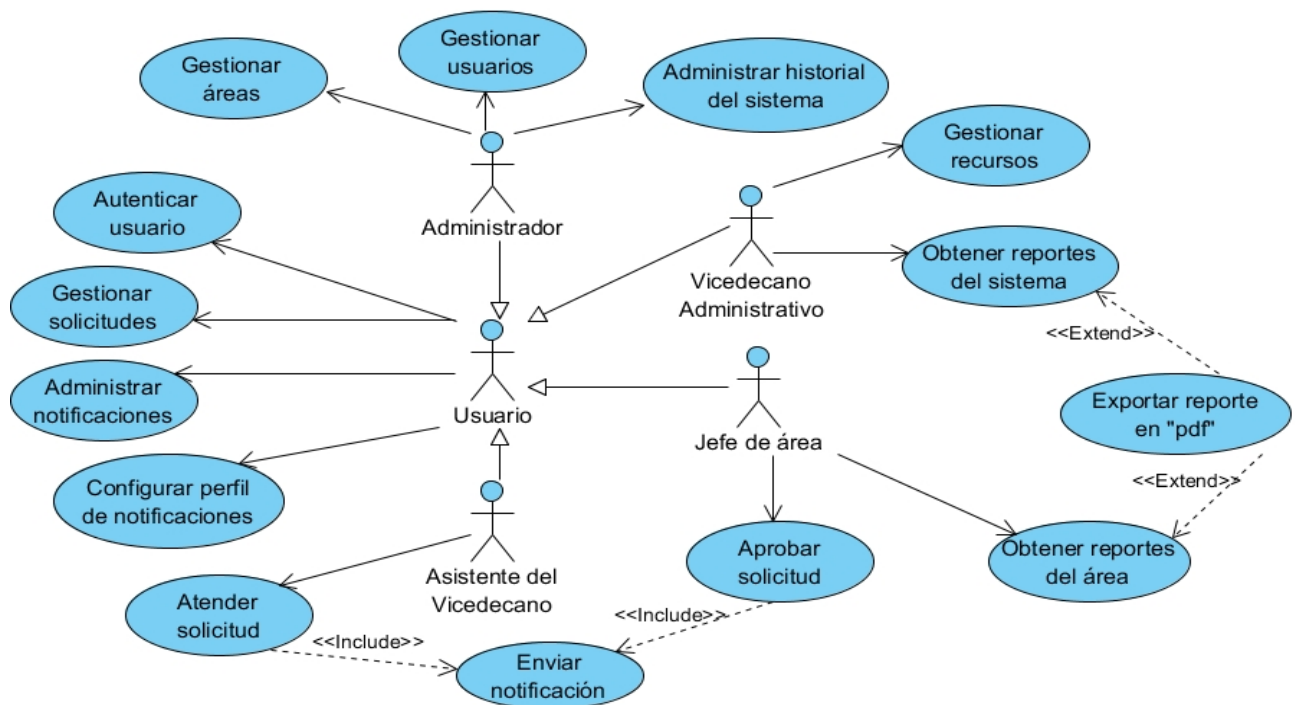 Gestionar
áreas
Gestionar
usuarios
Administrar historial
del sistema
Gestionar
recursos
Autenticar
usuario
Administrador
Vicedecano
Administrativo
Obtener reportes
del sistema
Gestionar
solicitudes
<<Extend>>
Administrar
notificaciones
Usuario
Jefe de área
Exportar reporte
en "pdf"
Configurar perfil
de notificaciones
<<Extend>>
Asistente del
Vicedecano
Aprobar
solicitud
Obtener reportes
del área
Atender
solicitud
<<Include>>
<<Include>>
Enviar
notificación